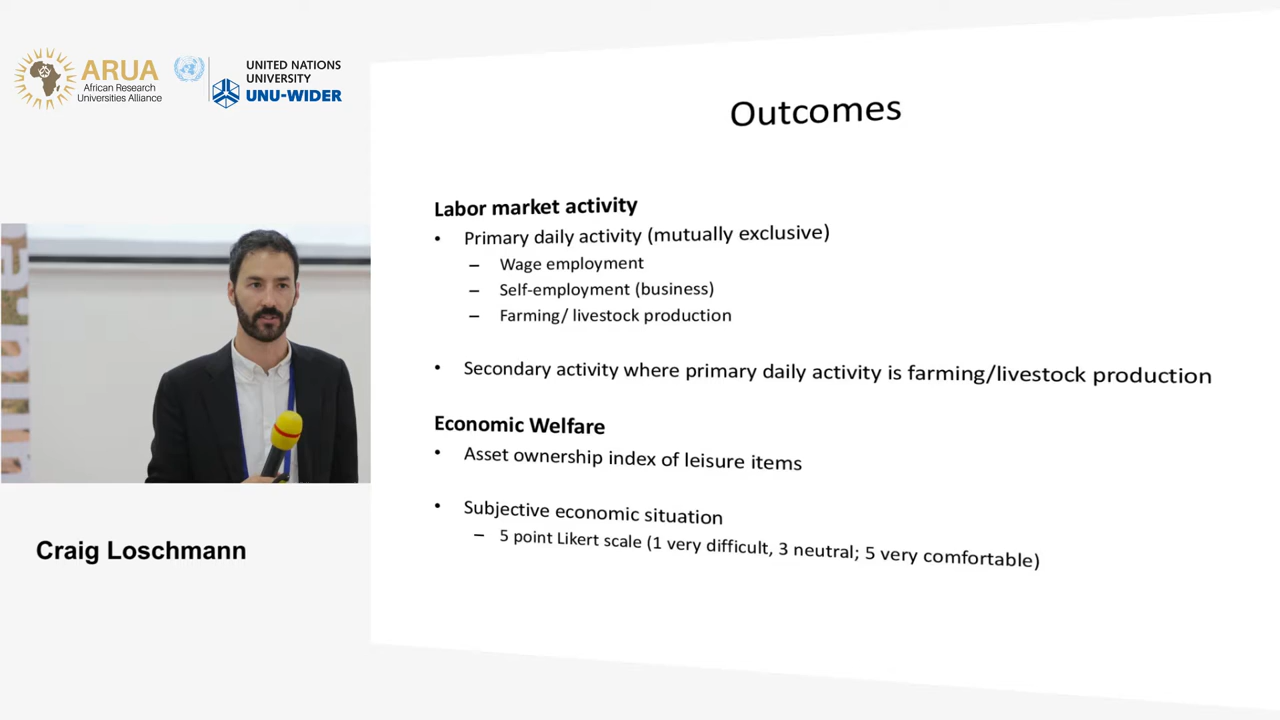 ARUA
African Research
Universities Alliance
UNITED NATIONS
UNIVERSITY
UNU-WIDER
Craig Loschmann
Outcomes
Labor market activity
• Primary daily activity (mutually exclusive)
– Wage employment
– Self-employment (business)
– Farming/ livestock production
• Secondary activity where primary daily activity is farming/livestock production
Economic Welfare
• Asset ownership index of leisure items
• Subjective economic situation
– 5 point Likert scale (1 very difficult, 3 neutral; 5 very comfortable)